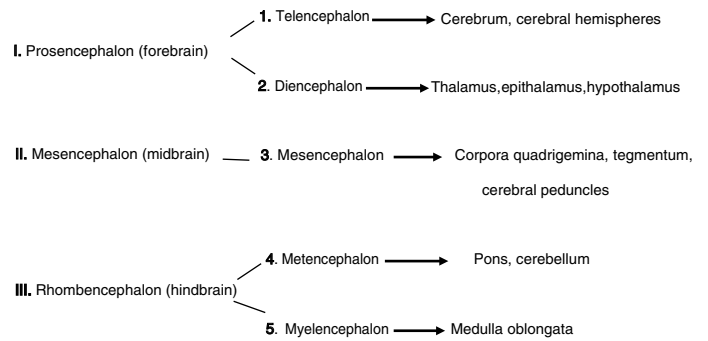 1. Telencephalon Cerebrum, cerebral hemispheres
I. Prosencephalon (forebrain)
2. Diencephalon Thalamus,epithalamus,hypothalamus
II. Mesencephalon (midbrain) 3. Mesencephalon Corpora quadrigemina, tegmentum,
cerebral peduncles
4. Metencephalon Pons, cerebellum
III. Rhombencephalon (hindbrain)
5. Myelencephalon Medulla oblongata